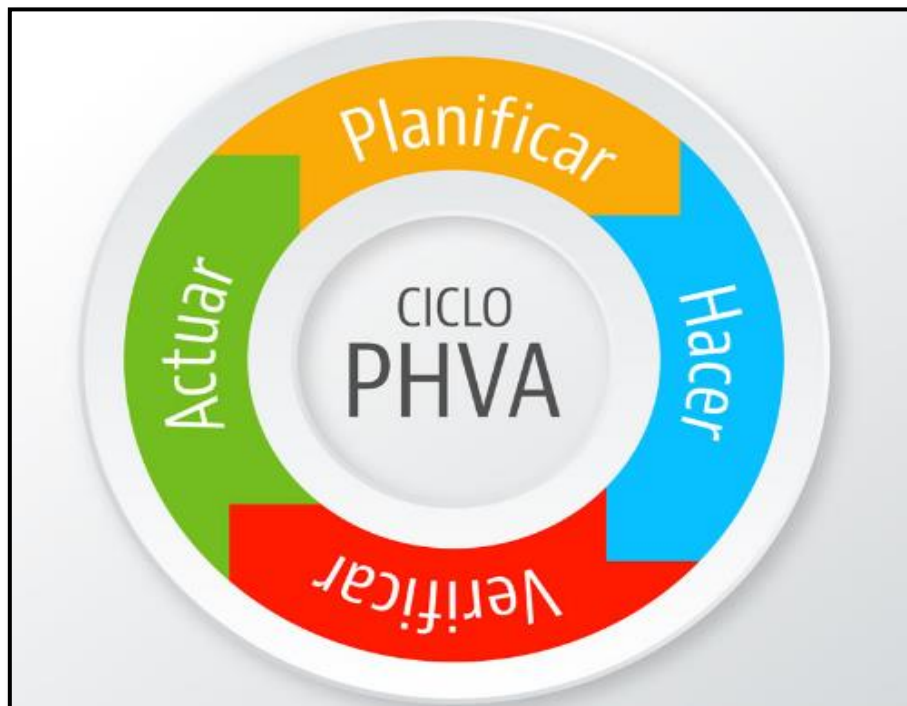 Planificar
Hacer
Verificar
Actuar
CICLO
PHVA